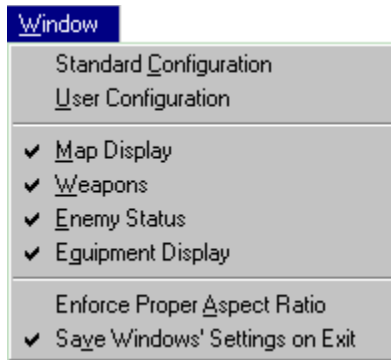 Window
Standard Configuration
User Configuration
Map Display
Weapons
Enemy Status
Eguipment Display
Enforce Proper Aspect Ratio
Save Windows' Settings on Exit